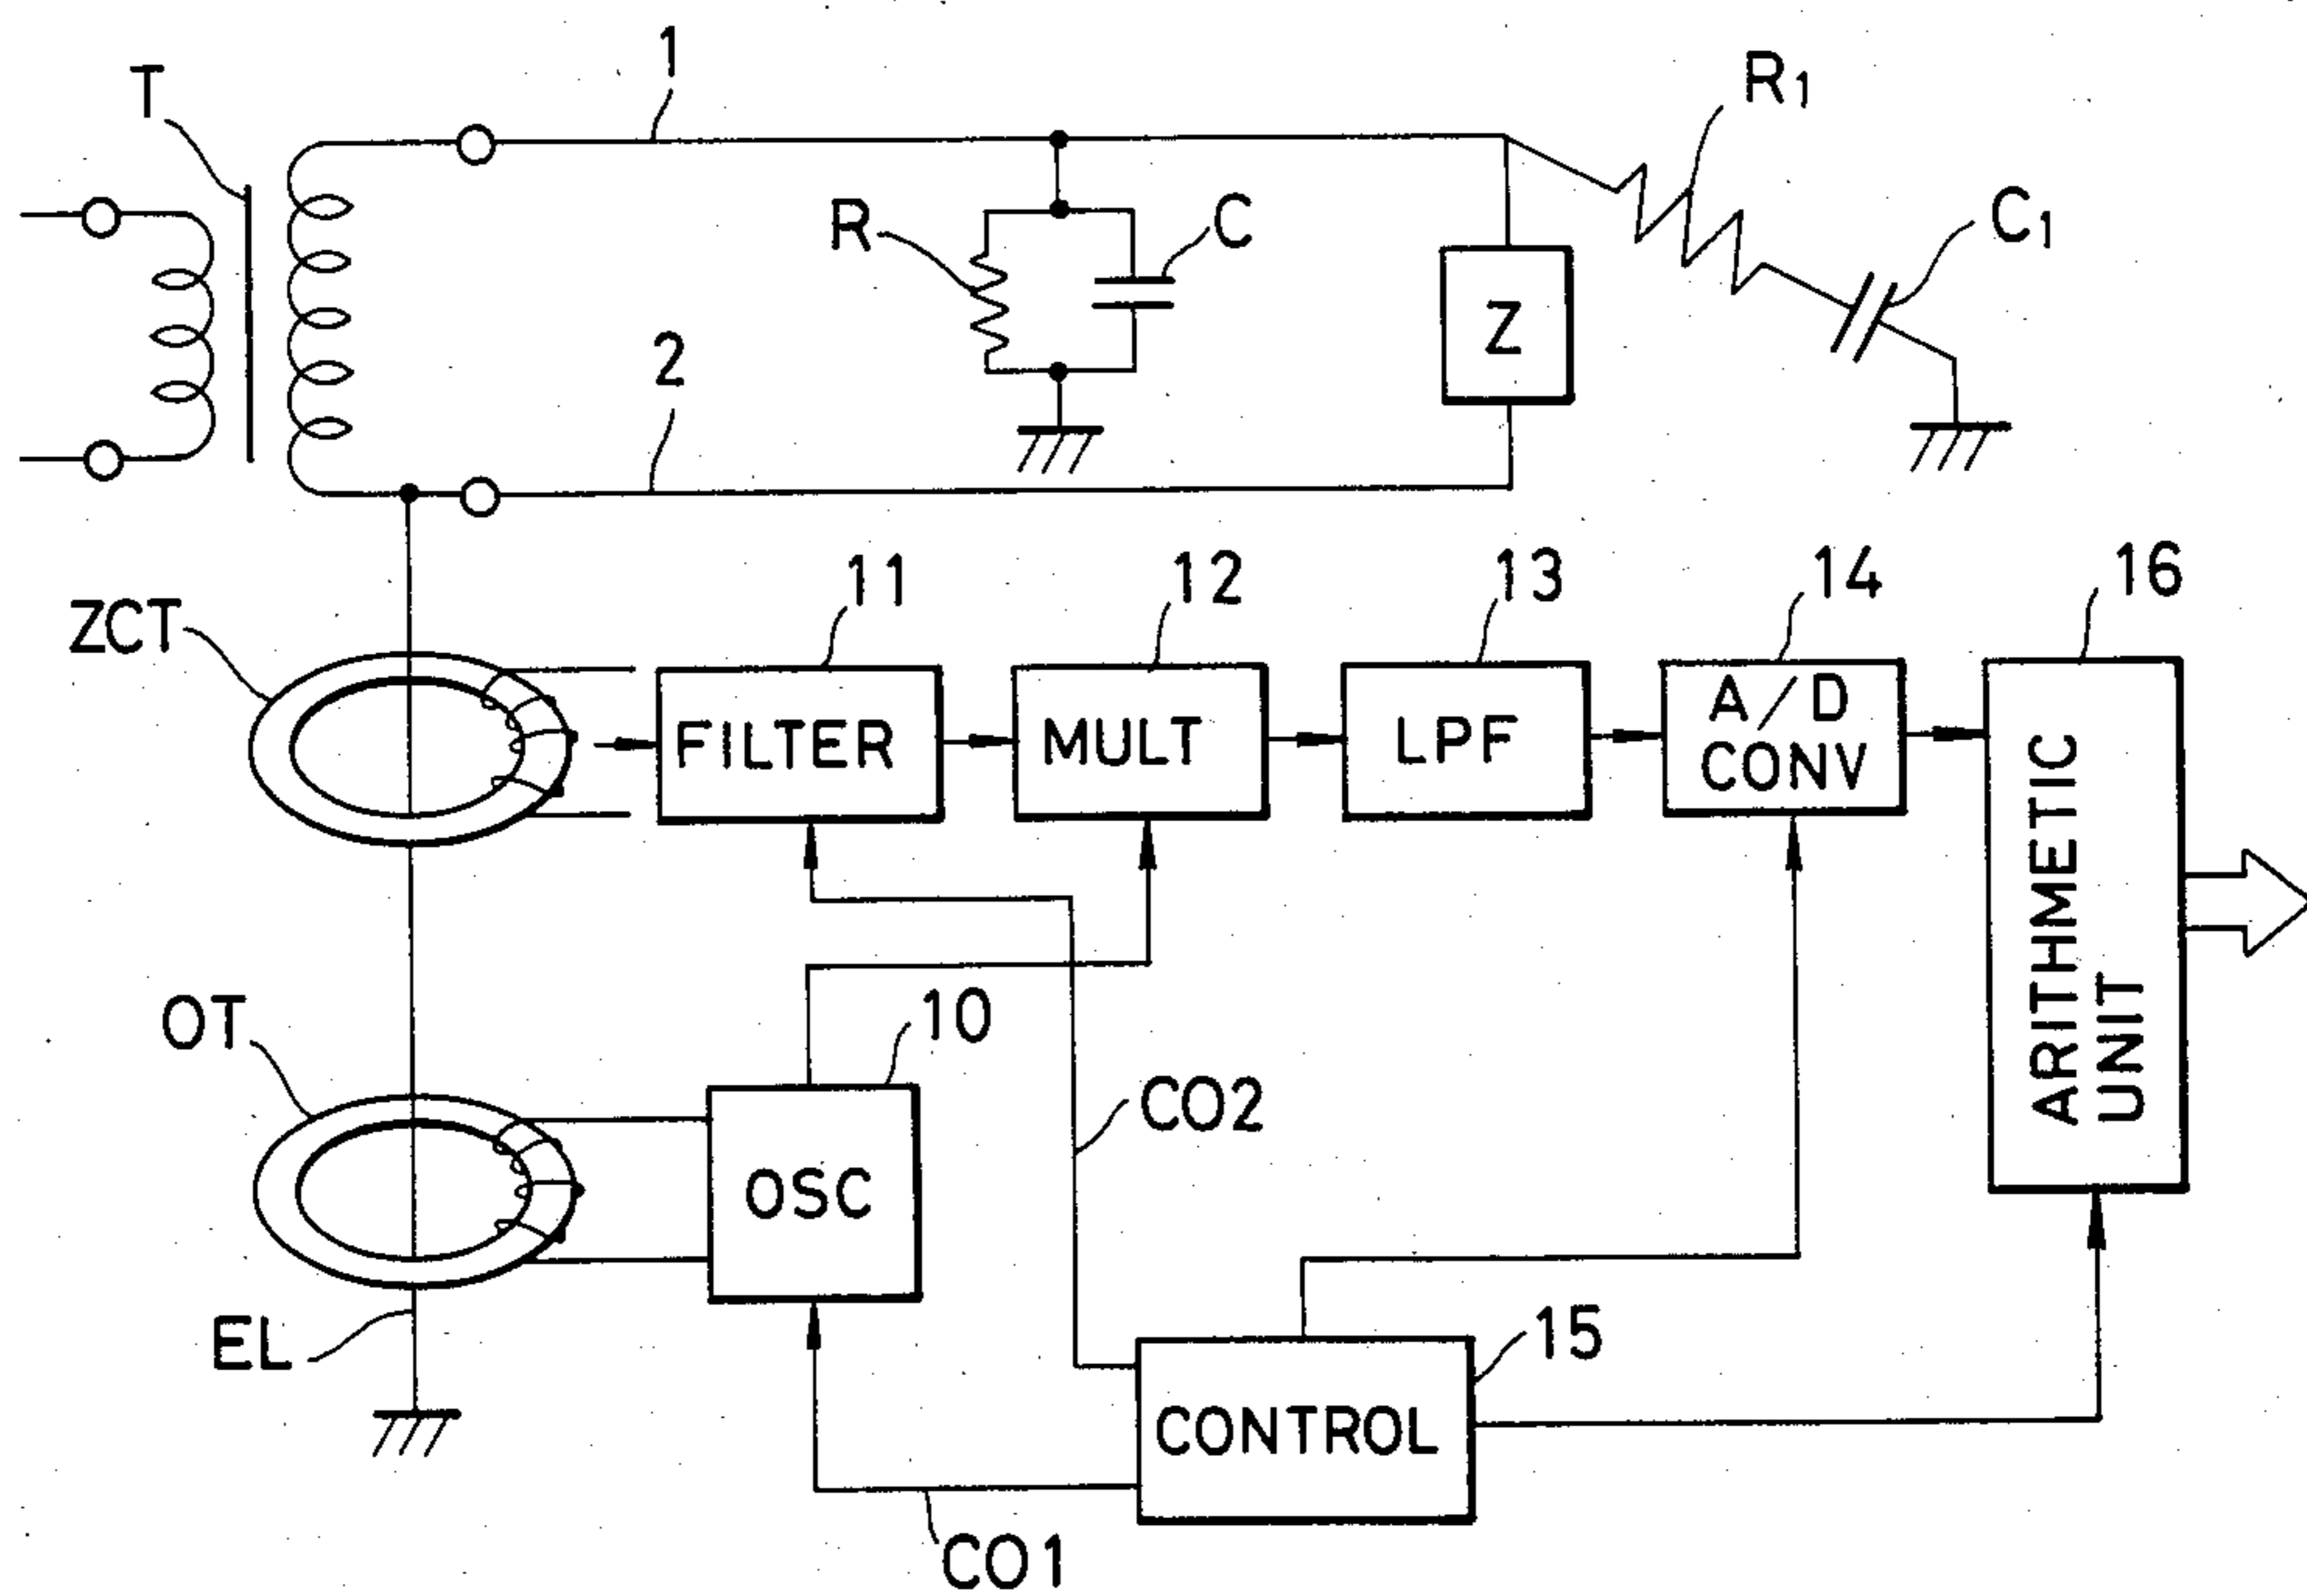 1
T
R1
R
C
C1
Z
2
ZCT
11
12
13
14
16
FILTER
MULT
LPF
A/D
CONV
ARITHMETIC
UNIT
OT
10
OSC
CO2
EL
15
CONTROL
CO1